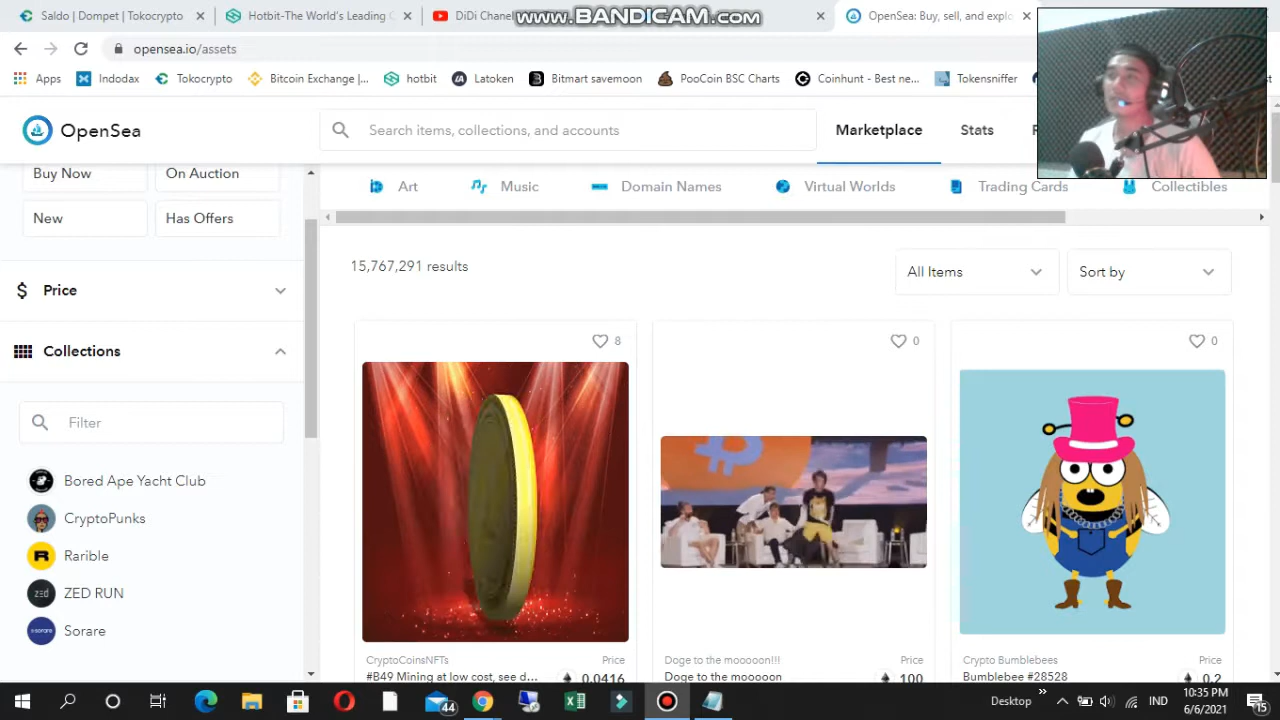 Saldo | Dompet | Tokocrypto
Hotbit-The World's Leading C
DiDi Chanel
www.BANDICAM.com
OpenSea: Buy, sell, and explo
opensea.io/assets
Apps
Indodax
Tokocrypto
Bitcoin Exchange |...
hotbit
Latoken
Bitmart savemoon
PooCoin BSC Charts
Coinhunt - Best ne...
Tokensniffer
OpenSea
Search items, collections, and accounts
Marketplace
Stats
Buy Now
On Auction
Art
Music
Domain Names
Virtual Worlds
Trading Cards
Collectibles
New
Has Offers
15,767,291 results
All Items
Sort by
Price
Collections
8
0
0
Filter
Bored Ape Yacht Club
CryptoPunks
Rarible
ZED RUN
Sorare
CryptoCoinsNFTs
Price
#B49 Mining at low cost, see d...
0.0416
Doge to the mooooon!!!
Price
Doge to the mooooon
100
Crypto Bumblebees
Price
Bumblebee #28528
0.2
44
Desktop
IND
10:35 PM
6/6/2021
15